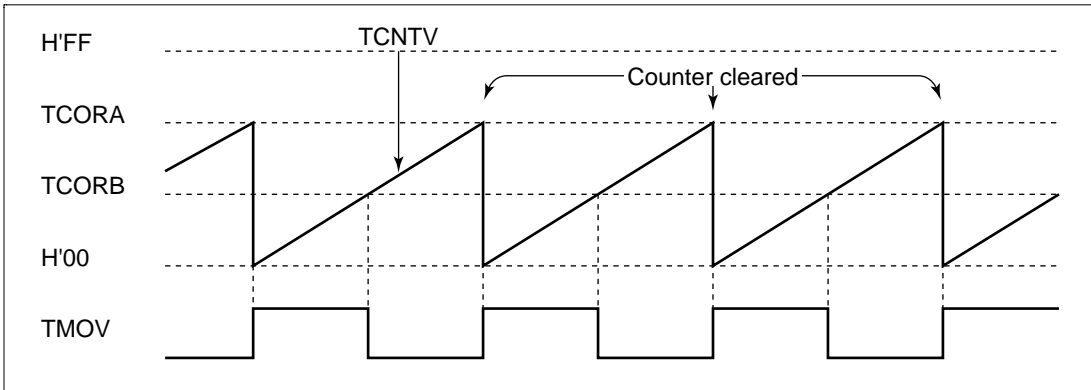 H'FF
TCNTV
Counter cleared
TCORA
TCORB
H'00
TMOV